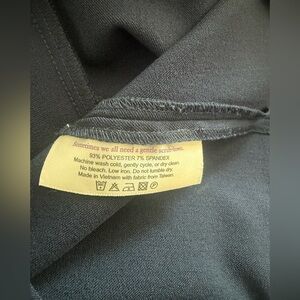 Sometimes we all need a gentle scrub-down.
93% POLYESTER 7% SPANDEX
Machine wash cold, gently cycle, or dry clean
No bleach. Low iron. Do not tumble dry.
Made in Vietnam with fabric from Taiwan.